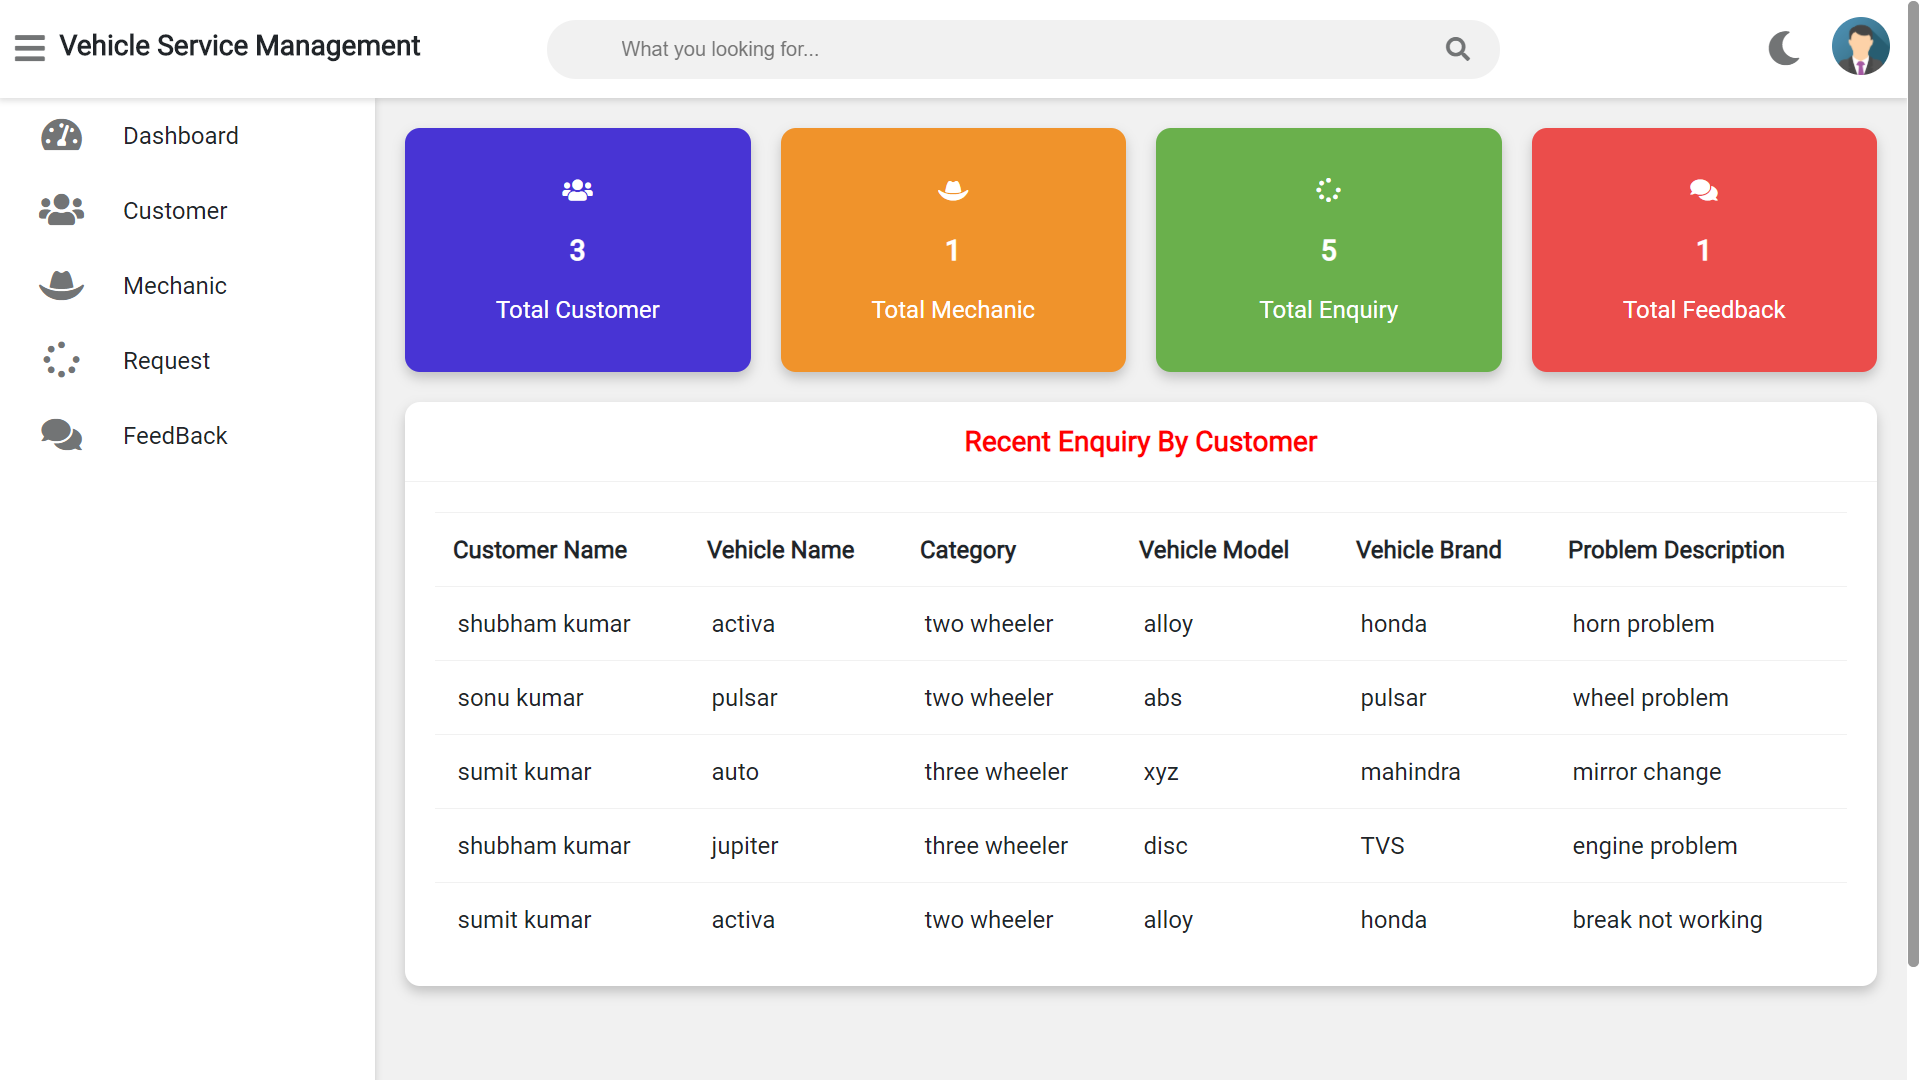 Vehicle Service Management
What you looking for...
Dashboard
Customer
Mechanic
Request
FeedBack
3
Total Customer
1
Total Mechanic
5
Total Enquiry
1
Total Feedback
Recent Enquiry By Customer
Customer Name Vehicle Name Category Vehicle Model Vehicle Brand Problem Description
shubham kumar activa two wheeler alloy honda horn problem
sonu kumar pulsar two wheeler abs pulsar wheel problem
sumit kumar auto three wheeler xyz mahindra mirror change
shubham kumar jupiter three wheeler disc TVS engine problem
sumit kumar activa two wheeler alloy honda break not working